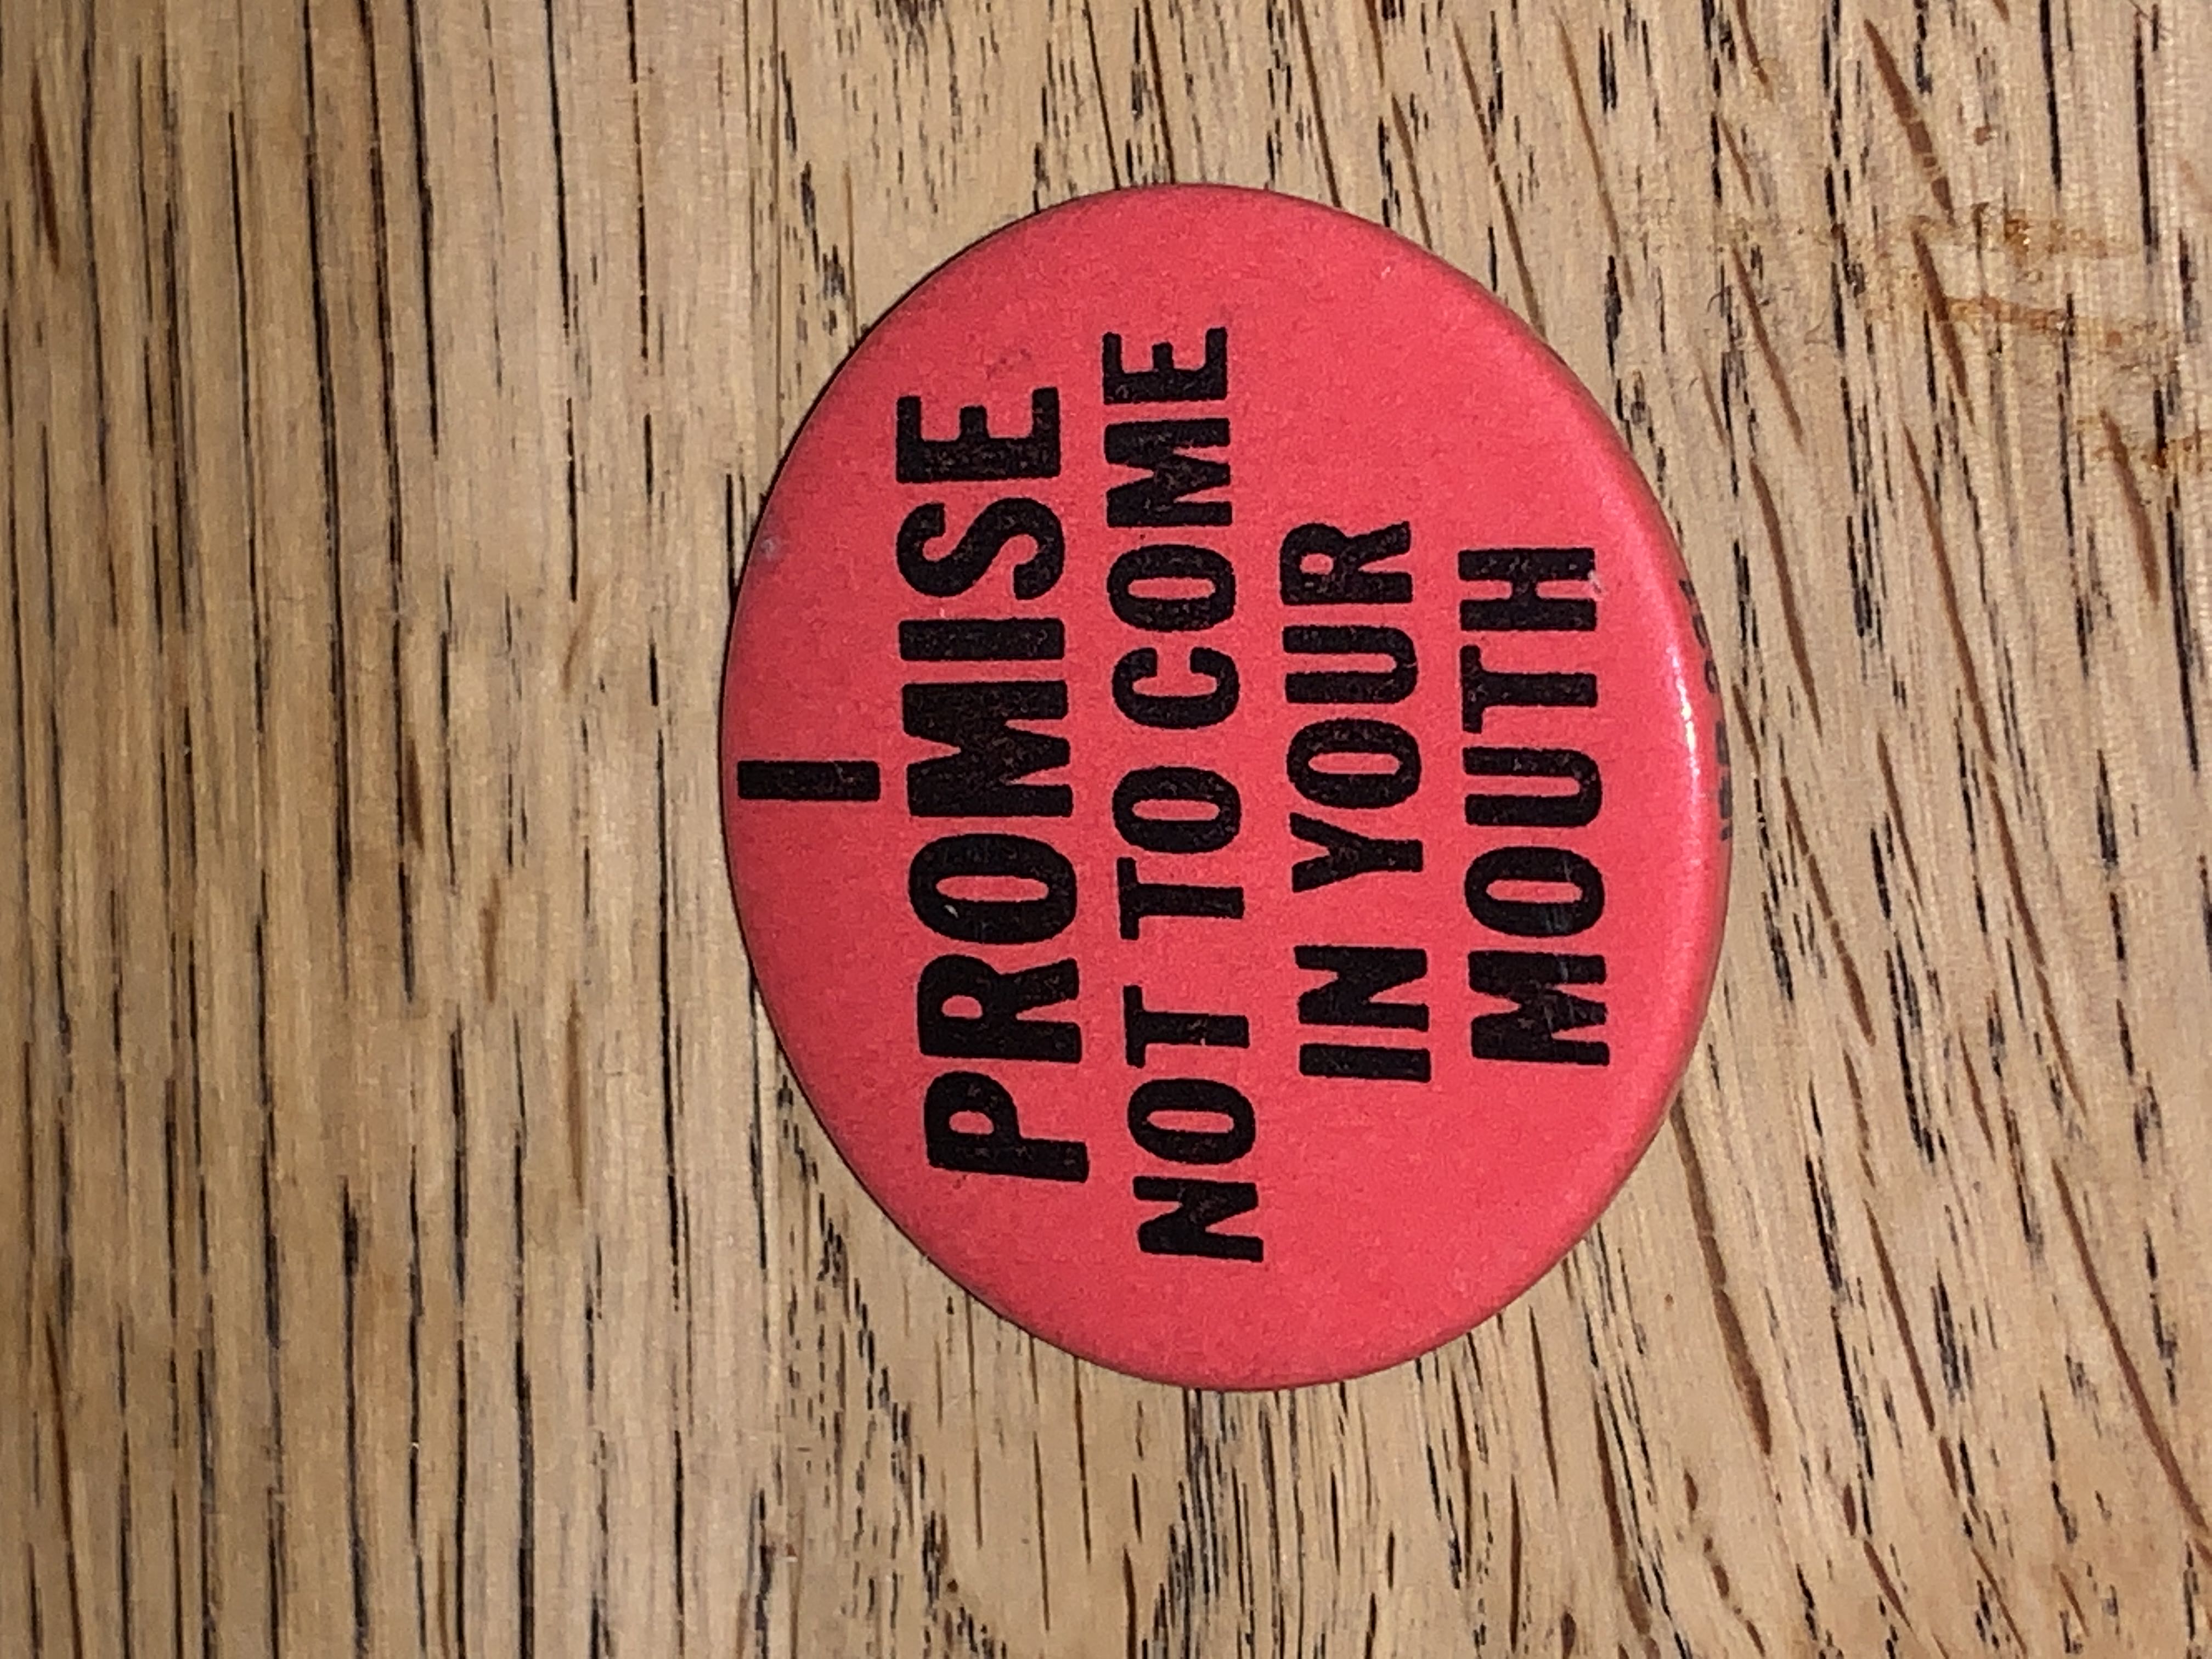 I
PROMISE
NOT TO COME
IN YOUR
MOUTH